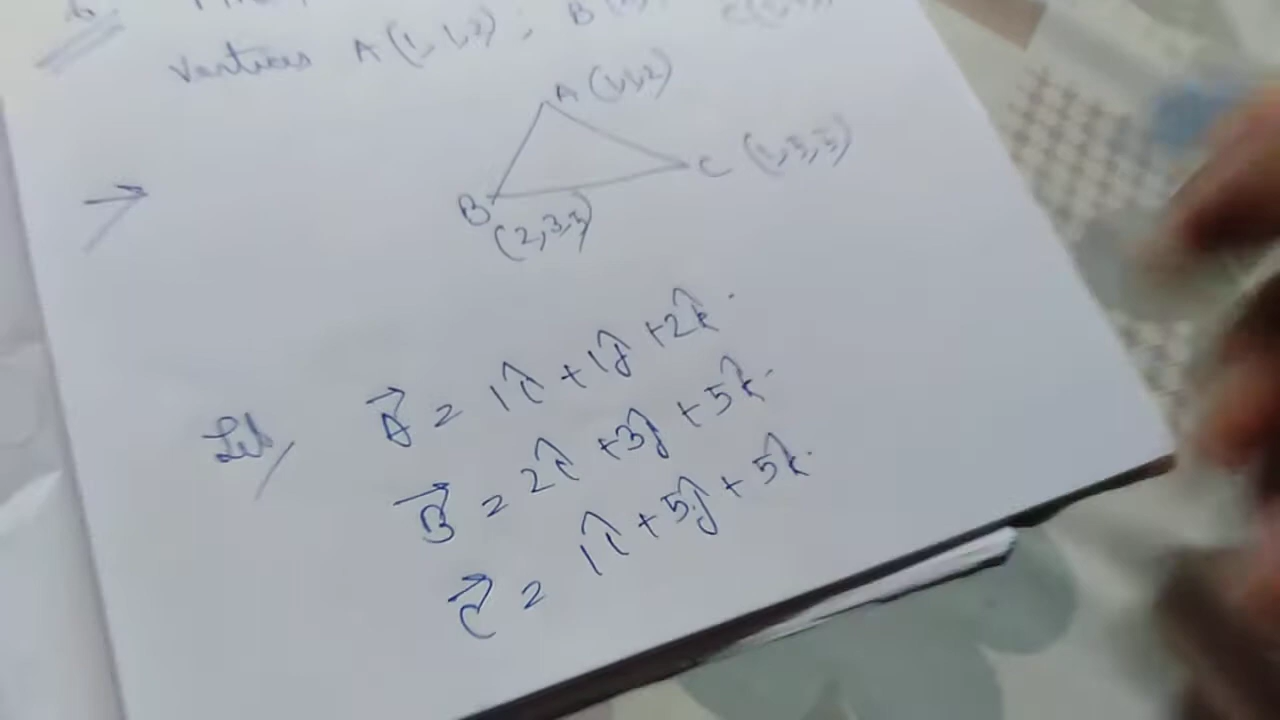 Vertices A (1, 1, 2), B
A (1,1,2)
C (1,5,5)
B
(2,3,5)
Let, A⃗ = 1î + 1ĵ + 2k̂.
B⃗ = 2î + 3ĵ + 5k̂.
C⃗ = 1î + 5ĵ + 5k̂.